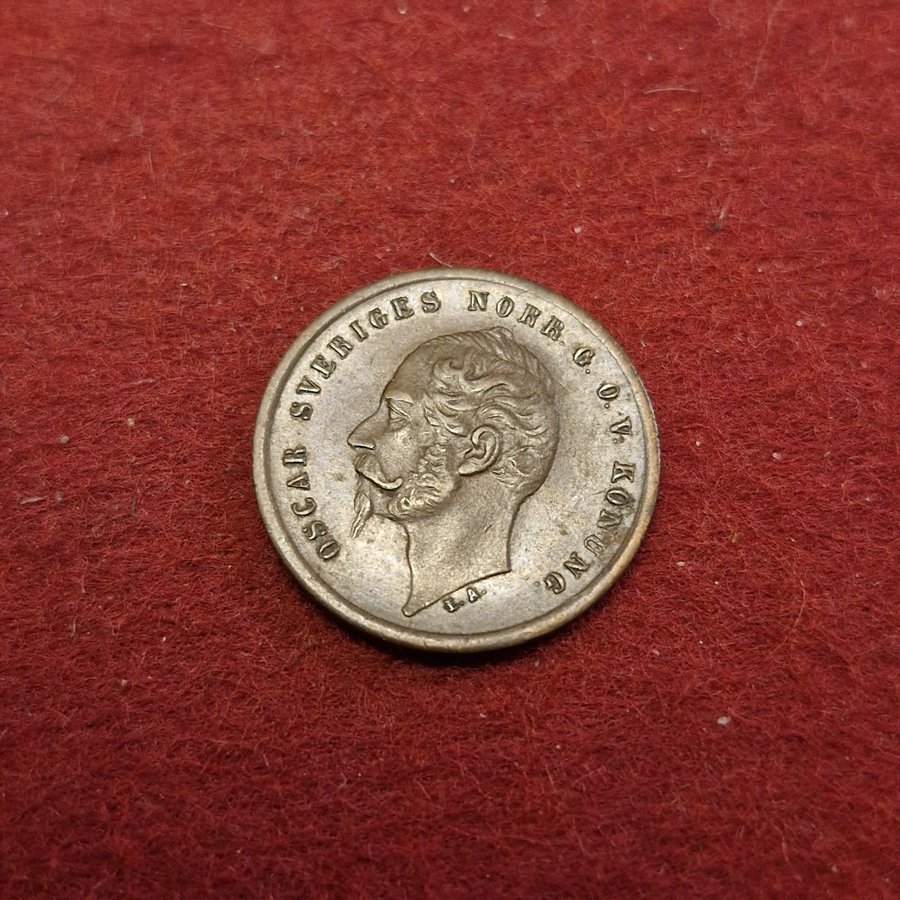 OSCAR SVERIGES NORR. G. O. V. KONUNG.
L. A.